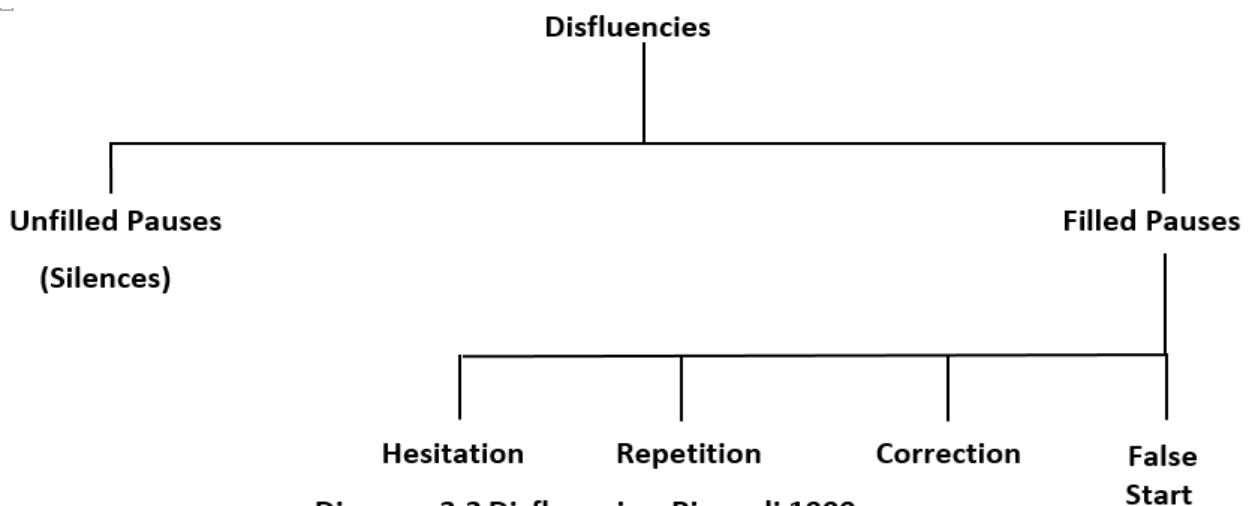 Disfluencies
Unfilled Pauses
(Silences)
Filled Pauses
Hesitation
Repetition
Correction
False
Start